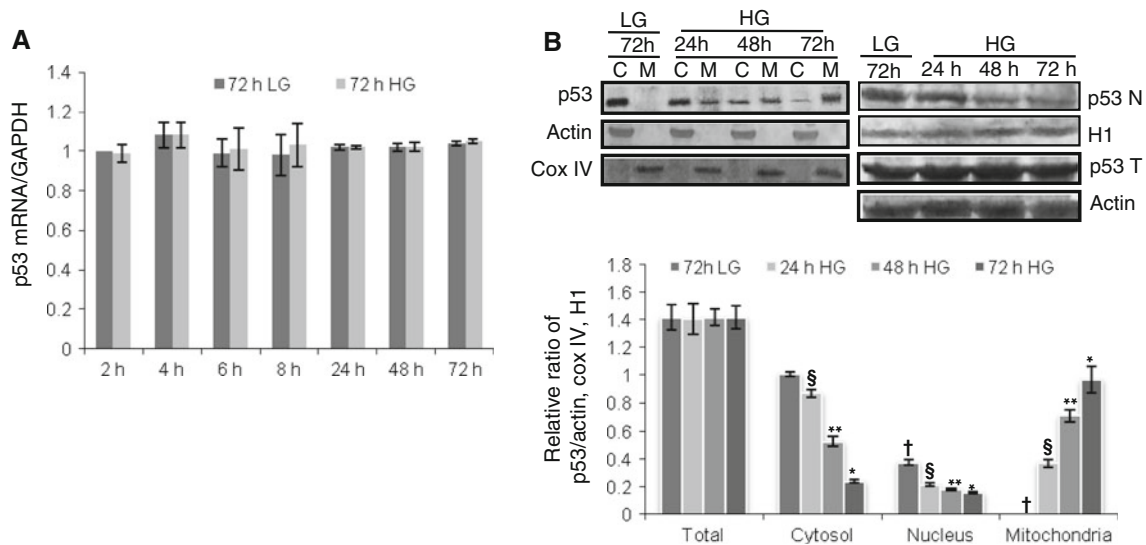 A
p53 mRNA/GAPDH
1.4
1.2
1
0.8
0.6
0.4
0.2
0
72 h LG
72 h HG
2 h
4 h
6 h
8 h
24 h
48 h
72 h
B
LG
HG
72h
24h
48h
72h
C
M
C
M
C
M
C
M
p53
Actin
Cox IV
LG
HG
72h
24 h
48 h
72 h
p53 N
H1
p53 T
Actin
Relative ratio of
p53/actin, cox IV, H1
1.8
1.6
1.4
1.2
1
0.8
0.6
0.4
0.2
0
72h LG
24 h HG
48 h HG
72 h HG
§
**
*
†
§
**
*
†
§
**
*
Total
Cytosol
Nucleus
Mitochondria